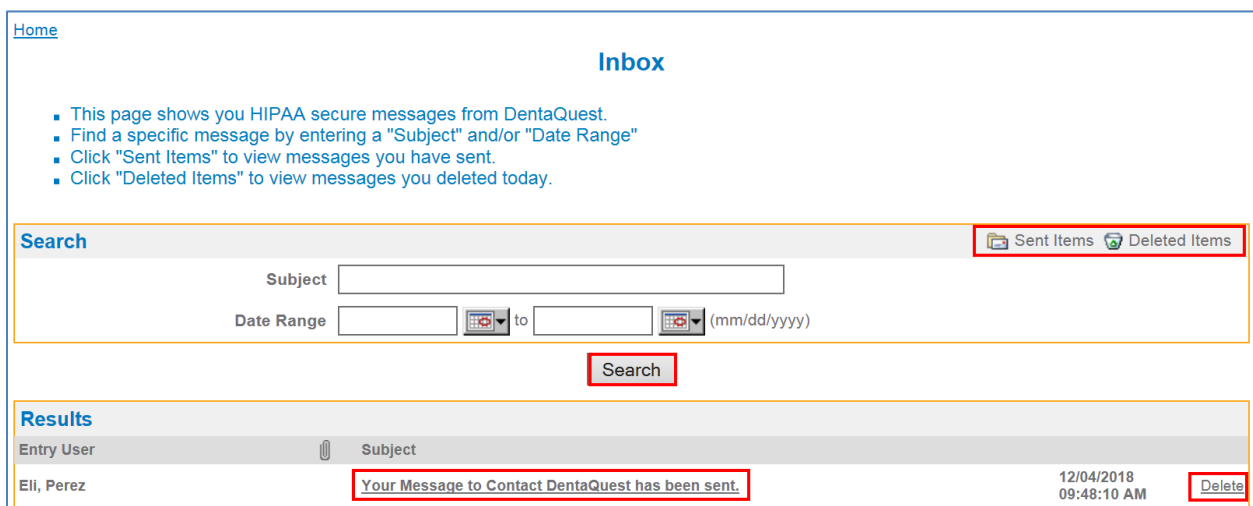 Home
Inbox
This page shows you HIPAA secure messages from DentaQuest.
Find a specific message by entering a "Subject" and/or "Date Range"
Click "Sent Items" to view messages you have sent.
Click "Deleted Items" to view messages you deleted today.
Search Sent Items Deleted Items
Subject
Date Range to (mm/dd/yyyy)
Search
Results
Entry User Subject
Eli, Perez Your Message to Contact DentaQuest has been sent. 12/04/2018 Delete
09:48:10 AM